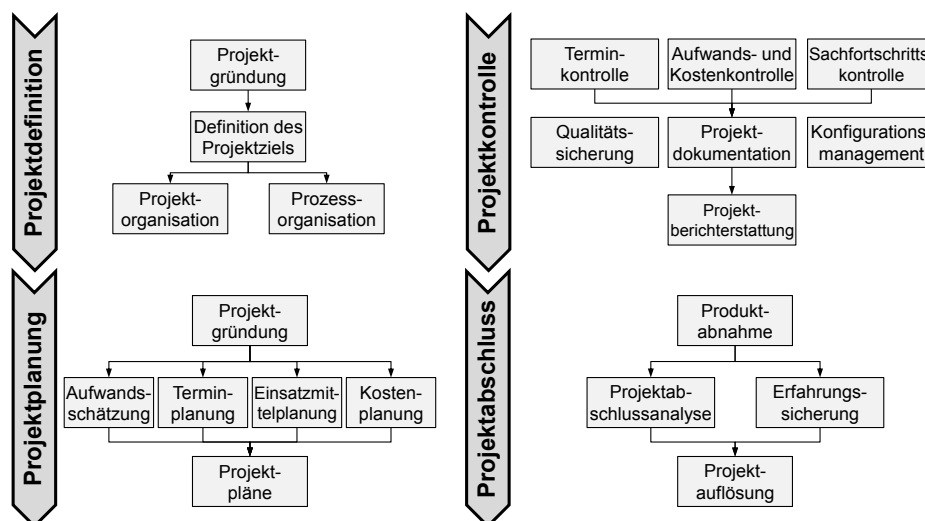 Projektdefinition
Projekt-
gründung
Definition des
Projektziels
Projekt-
organisation
Prozess-
organisation
Projektplanung
Projekt-
gründung
Aufwands-
schätzung
Termin-
planung
Einsatzmi-
ttelplanung
Kosten-
planung
Projekt-
pläne
Projektkontrolle
Termin-
kontrolle
Aufwands- und
Kostenkontrolle
Sachfortschritts
kontrolle
Qualitäts-
sicherung
Projekt-
dokumentation
Konfigurations
management
Projekt-
berichterstattung
Projektabschluss
Produkt-
abnahme
Projektab-
schlussanalyse
Erfahrungs-
sicherung
Projekt-
auflösung